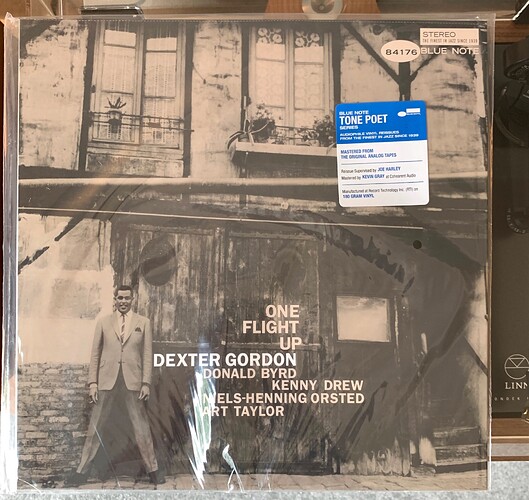 STEREO
THE FINEST IN JAZZ SINCE 1939
84176 BLUE NOTE
BLUE NOTE
TONE POET
SERIES
AUDIOPHILE VINYL REISSUES
FROM THE FINEST IN JAZZ SINCE 1939
MASTERED FROM
THE ORIGINAL ANALOG TAPES
Reissue Supervised by JOE HARLEY
Mastered by KEVIN GRAY at Cohearent Audio
Manufactured at Record Technology Inc. (RTI) on
180 GRAM VINYL
ONE
FLIGHT
UP
DEXTER GORDON
DONALD BYRD
KENNY DREW
NIELS-HENNING ORSTED
ART TAYLOR
LINN